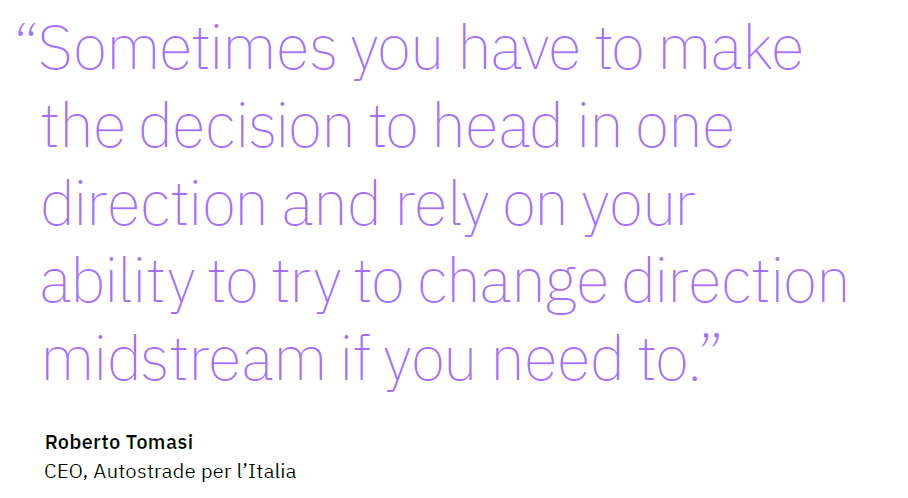 “Sometimes you have to make
the decision to head in one
direction and rely on your
ability to try to change direction
midstream if you need to.”
Roberto Tomasi
CEO, Autostrade per l’Italia